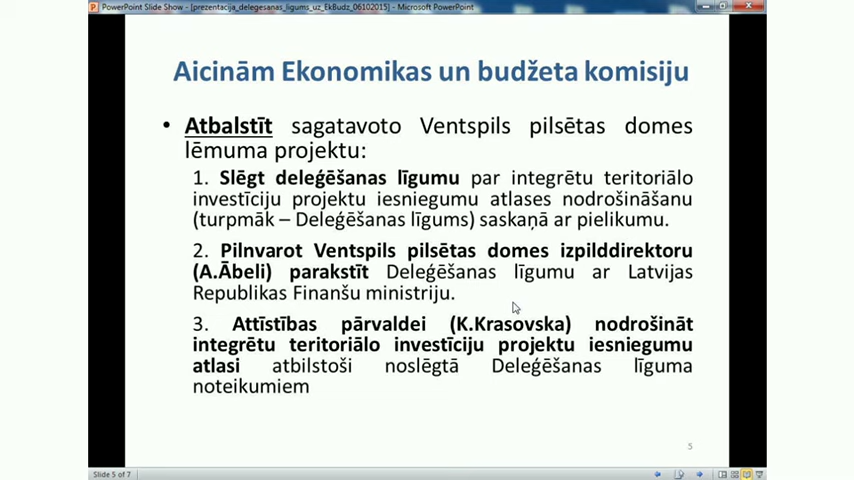 PowerPoint Slide Show - [prezentacija_delegesanas_ligums_uz_EkBudz_06102015] - Microsoft PowerPoint
Aicinām Ekonomikas un budžeta komisiju
• Atbalstīt sagatavoto Ventspils pilsētas domes
lēmuma projektu:
1. Slēgt deleģēšanas līgumu par integrētu teritoriālo
investīciju projektu iesniegumu atlases nodrošināšanu
(turpmāk – Deleģēšanas līgums) saskaņā ar pielikumu.
2. Pilnvarot Ventspils pilsētas domes izpilddirektoru
(A.Ābeli) parakstīt Deleģēšanas līgumu ar Latvijas
Republikas Finanšu ministriju.
3. Attīstības pārvaldei (K.Krasovska) nodrošināt
integrētu teritoriālo investīciju projektu iesniegumu
atlasi atbilstoši noslēgtā Deleģēšanas līguma
noteikumiem
5
Slide 5 of 7